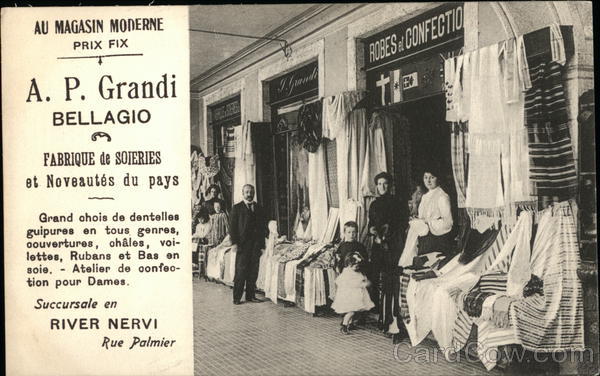 AU MAGASIN MODERNE
PRIX FIX
A. P. Grandi
BELLAGIO
FABRIQUE de SOIERIES
et Noveautés du pays
Grand chois de dentelles
guipures en tous genres,
couvertures, châles, voi-
lettes, Rubans et Bas en
soie. - Atelier de confec-
tion pour Dames.
Succursale en
RIVER NERVI
Rue Palmier
ROBES et CONFECTIO
Grandi
CardCow.com